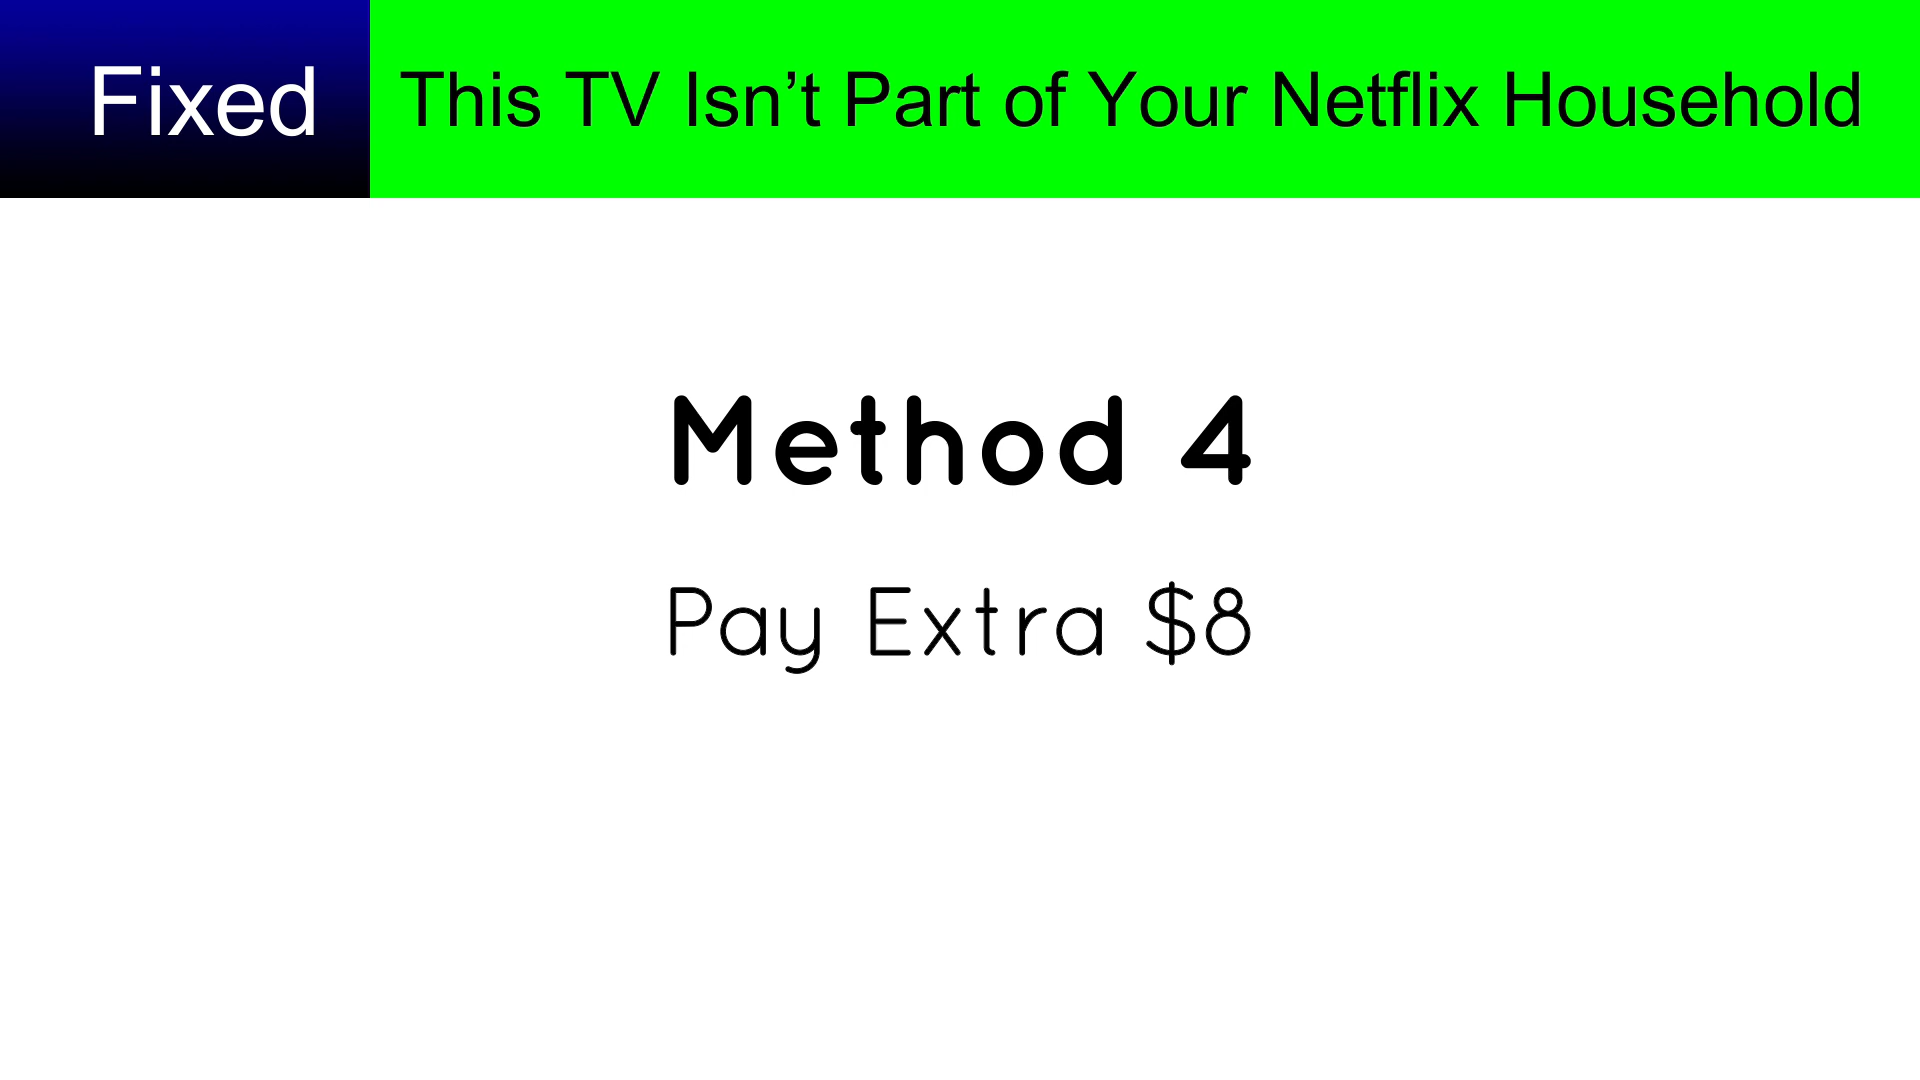 Fixed
This TV Isn’t Part of Your Netflix Household
Method 4
Pay Extra $8